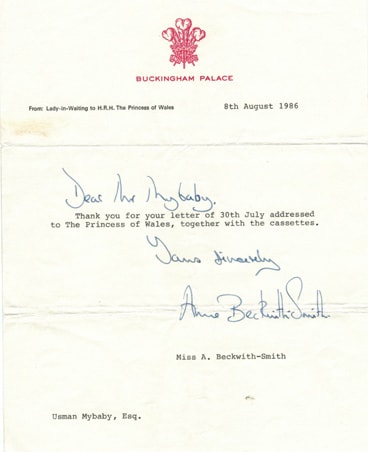 BUCKINGHAM PALACE
From: Lady-in-Waiting to H.R.H. The Princess of Wales
8th August 1986
Dear Mr Mybaby.
Thank you for your letter of 30th July addressed
to The Princess of Wales, together with the cassettes.
Yours sincerely
Anne Beckwith-Smith
Miss A. Beckwith-Smith
Usman Mybaby, Esq.